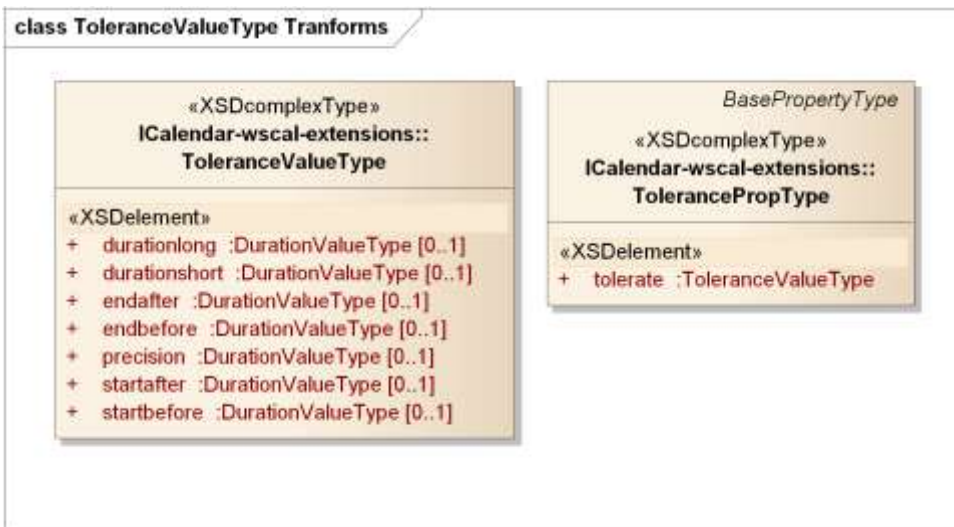 class ToleranceValueType Tranforms
«XSDcomplexType»
ICalendar-wscal-extensions::
ToleranceValueType
«XSDelement»
+ durationlong :DurationValueType [0..1]
+ durationshort :DurationValueType [0..1]
+ endafter :DurationValueType [0..1]
+ endbefore :DurationValueType [0..1]
+ precision :DurationValueType [0..1]
+ startafter :DurationValueType [0..1]
+ startbefore :DurationValueType [0..1]
BasePropertyType
«XSDcomplexType»
ICalendar-wscal-extensions::
TolerancePropType
«XSDelement»
+ tolerate :ToleranceValueType